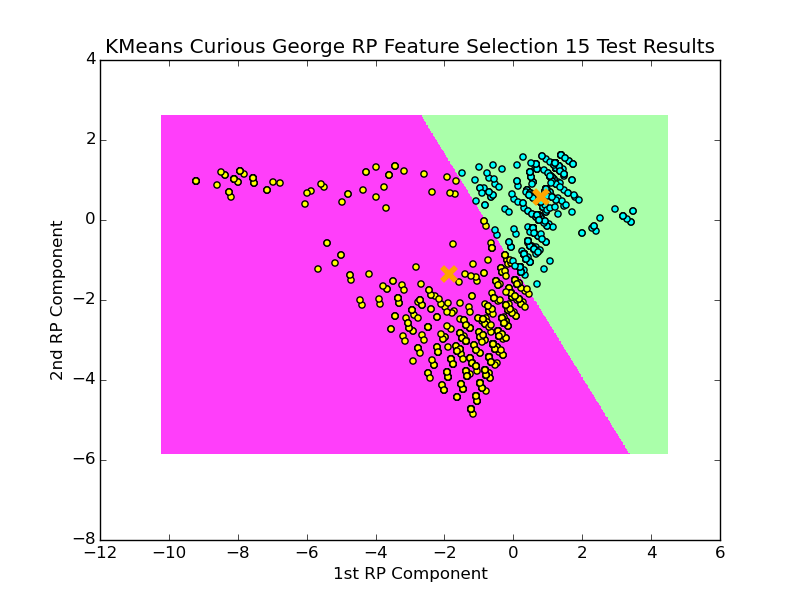 KMeans Curious George RP Feature Selection 15 Test Results
4
2
0
−2
−4
−6
−8
2nd RP Component
−12 −10 −8 −6 −4 −2 0 2 4 6
1st RP Component